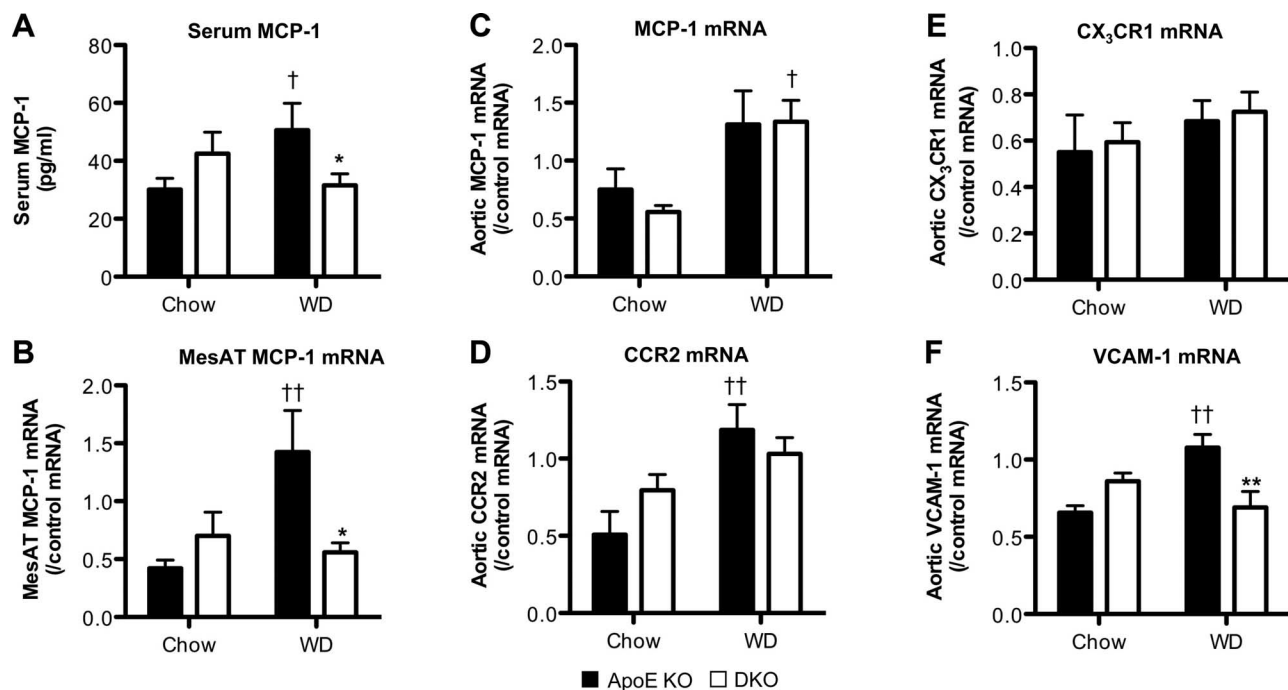 A
Serum MCP-1
Serum MCP-1
(pg/ml)
80
60
40
20
0
†
*
Chow
WD
B
MesAT MCP-1 mRNA
MesAT MCP-1 mRNA
(/control mRNA)
2.0
1.5
1.0
0.5
0.0
††
*
Chow
WD
C
MCP-1 mRNA
Aortic MCP-1 mRNA
(/control mRNA)
2.0
1.5
1.0
0.5
0.0
†
Chow
WD
D
CCR2 mRNA
Aortic CCR2 mRNA
(/control mRNA)
1.5
1.0
0.5
0.0
††
Chow
WD
E
CX₃CR1 mRNA
Aortic CX₃CR1 mRNA
(/control mRNA)
1.0
0.8
0.6
0.4
0.2
0.0
Chow
WD
F
VCAM-1 mRNA
Aortic VCAM-1 mRNA
(/control mRNA)
1.5
1.0
0.5
0.0
††
**
Chow
WD
ApoE KO
DKO